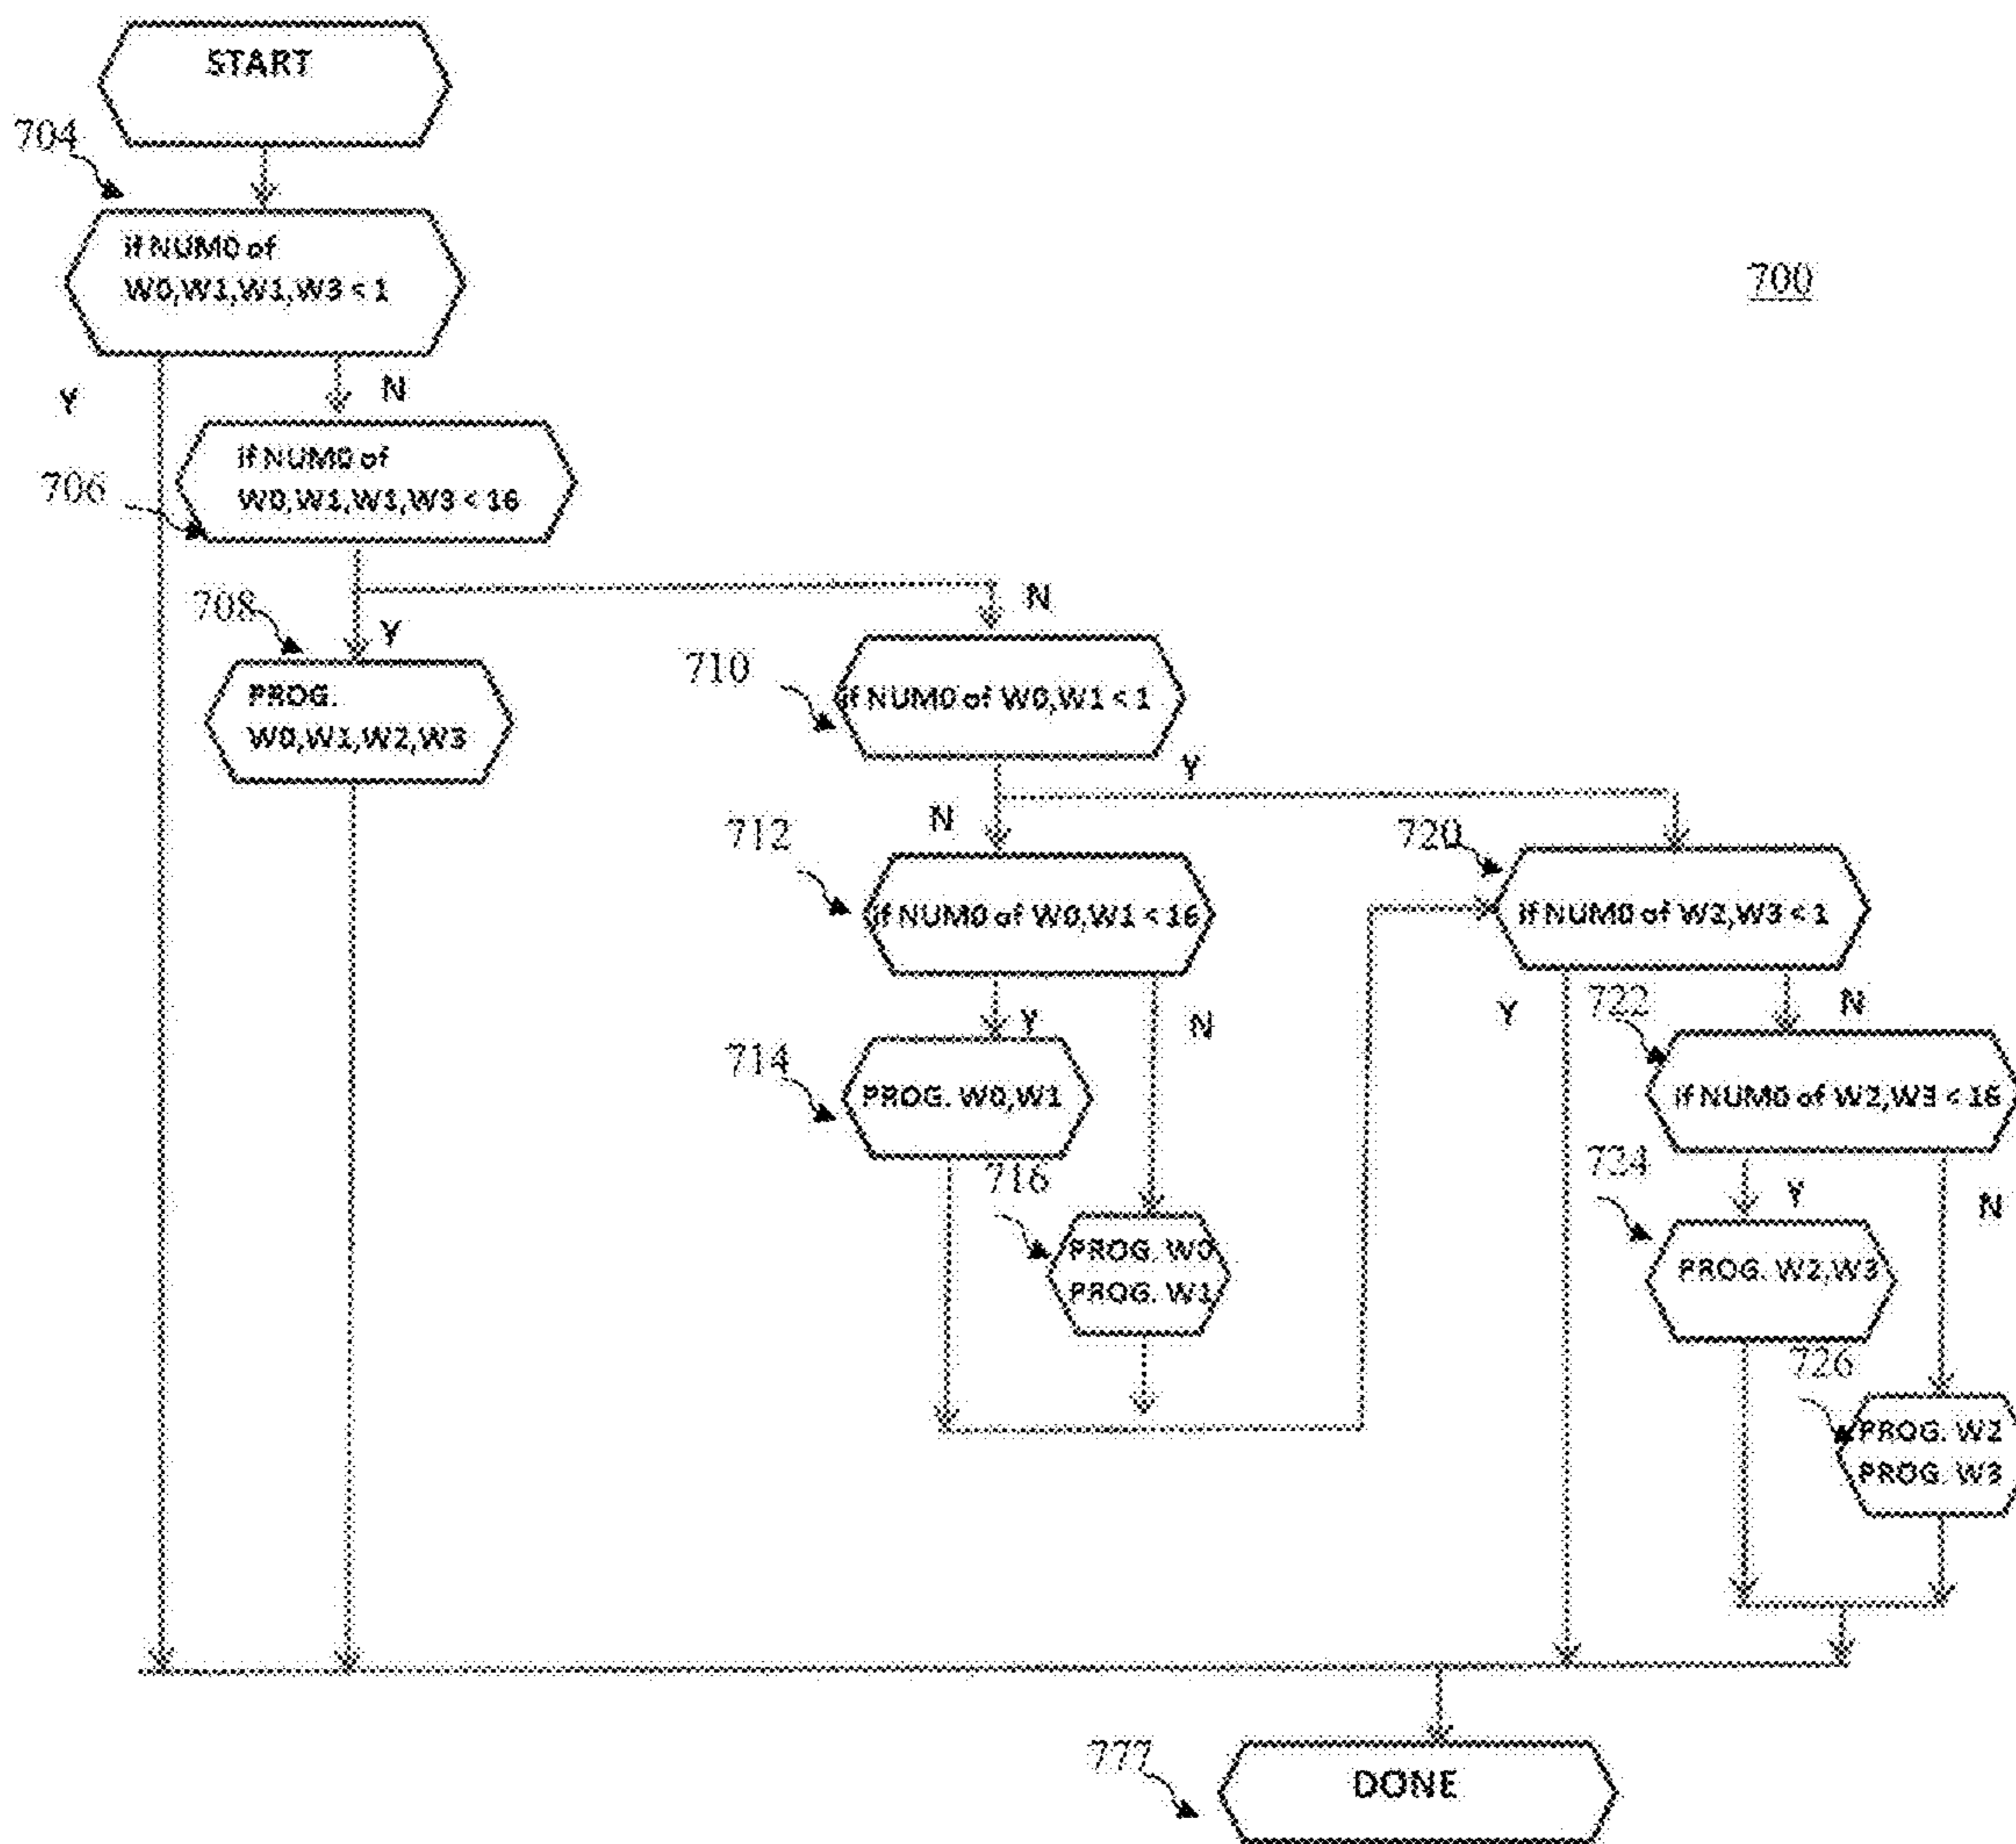 START
704
if NUM0 of
W0,W1,W1,W3 < 1
700
Y
N
if NUM0 of
W0,W1,W1,W3 < 16
706
708
Y
N
PROG.
W0,W1,W2,W3
710
if NUM0 of W0,W1 < 1
Y
N
712
if NUM0 of W0,W1 < 16
720
if NUM0 of W2,W3 < 1
Y
N
Y
N
714
PROG. W0,W1
722
if NUM0 of W2,W3 < 16
716
PROG. W0
PROG. W1
724
Y
N
PROG. W2,W3
726
PROG. W2
PROG. W3
777
DONE